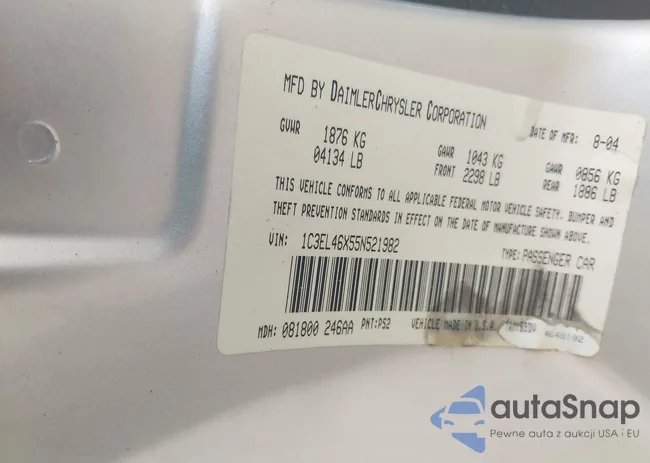 MFD BY DAIMLERCHRYSLER CORPORATION
DATE OF MFR: 8-04
GVWR 1876 KG 04134 LB
GAWR FRONT 1043 KG 2298 LB
GAWR REAR 0856 KG 1886 LB
THIS VEHICLE CONFORMS TO ALL APPLICABLE FEDERAL MOTOR VEHICLE SAFETY, BUMPER AND
THEFT PREVENTION STANDARDS IN EFFECT ON THE DATE OF MANUFACTURE SHOWN ABOVE.
VIN: 1C3EL46X55N521982 TYPE: PASSENGER CAR
MDH: 081800 246AA PNT: PS2 VEHICLE MADE IN U.S.A. 4648102
autaSnap
Pewne auta z aukcji USA i EU